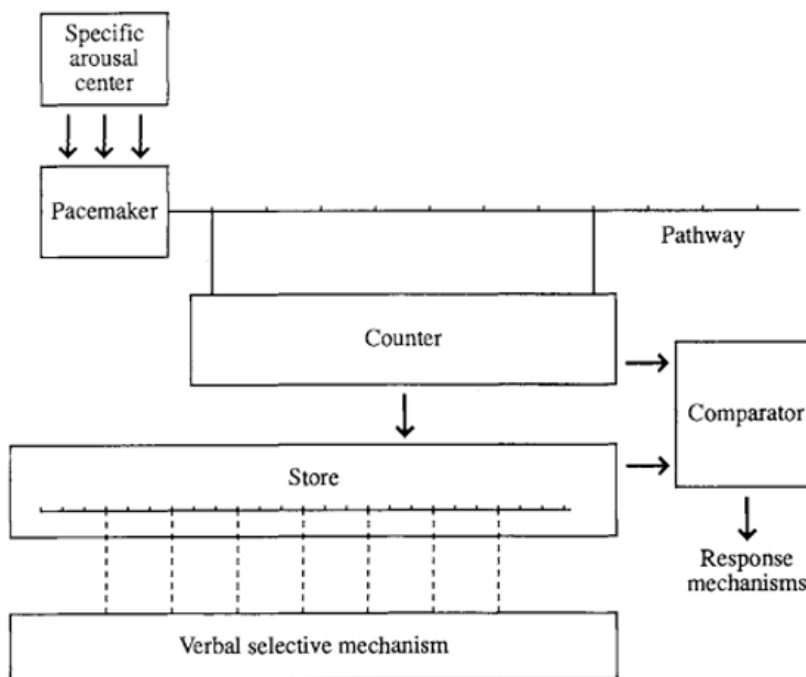 Specific
arousal
center
Pacemaker
Pathway
Counter
Comparator
Store
Response
mechanisms
Verbal selective mechanism